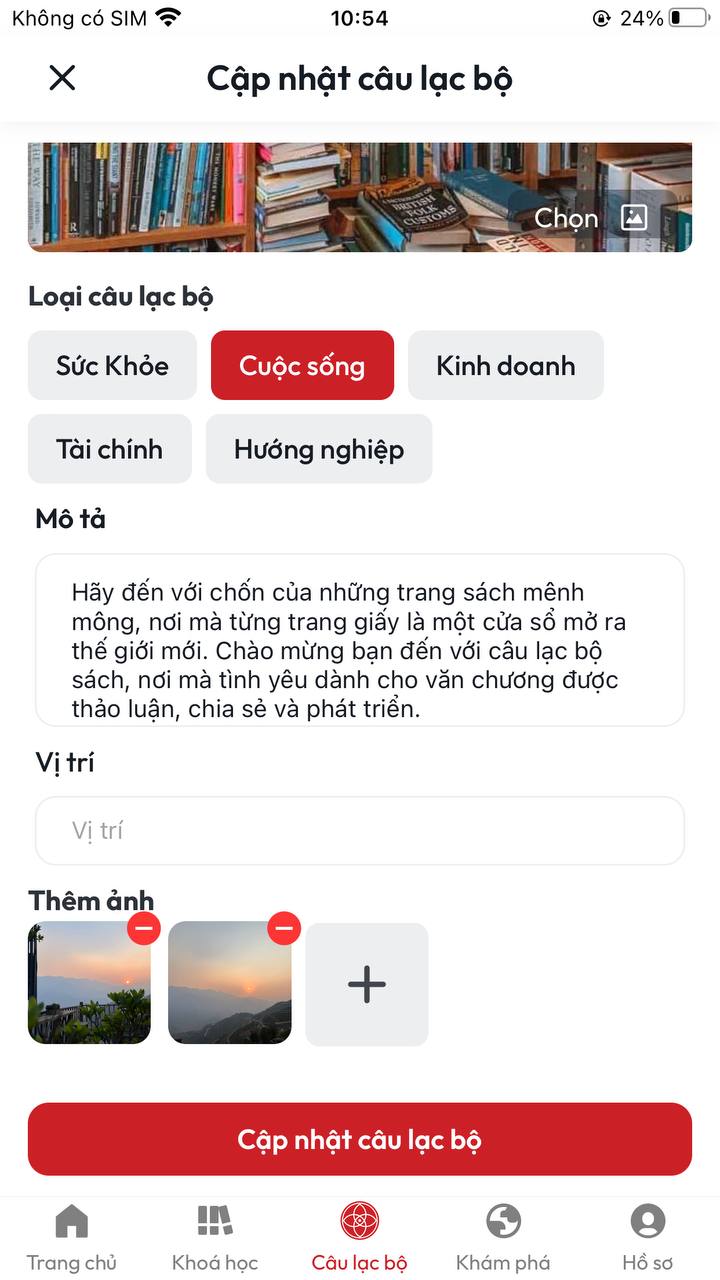 Không có SIM 10:54 24%
Cập nhật câu lạc bộ
THE WAY
A DICTIONARY OF
BRITISH
FOLK
CUSTOMS
Chọn
Loại câu lạc bộ
Sức Khỏe Cuộc sống Kinh doanh
Tài chính Hướng nghiệp
Mô tả
Hãy đến với chốn của những trang sách mênh
mông, nơi mà từng trang giấy là một cửa sổ mở ra
thế giới mới. Chào mừng bạn đến với câu lạc bộ
sách, nơi mà tình yêu dành cho văn chương được
thảo luận, chia sẻ và phát triển.
Vị trí
Vị trí
Thêm ảnh
Cập nhật câu lạc bộ
Trang chủ Khoá học Câu lạc bộ Khám phá Hồ sơ